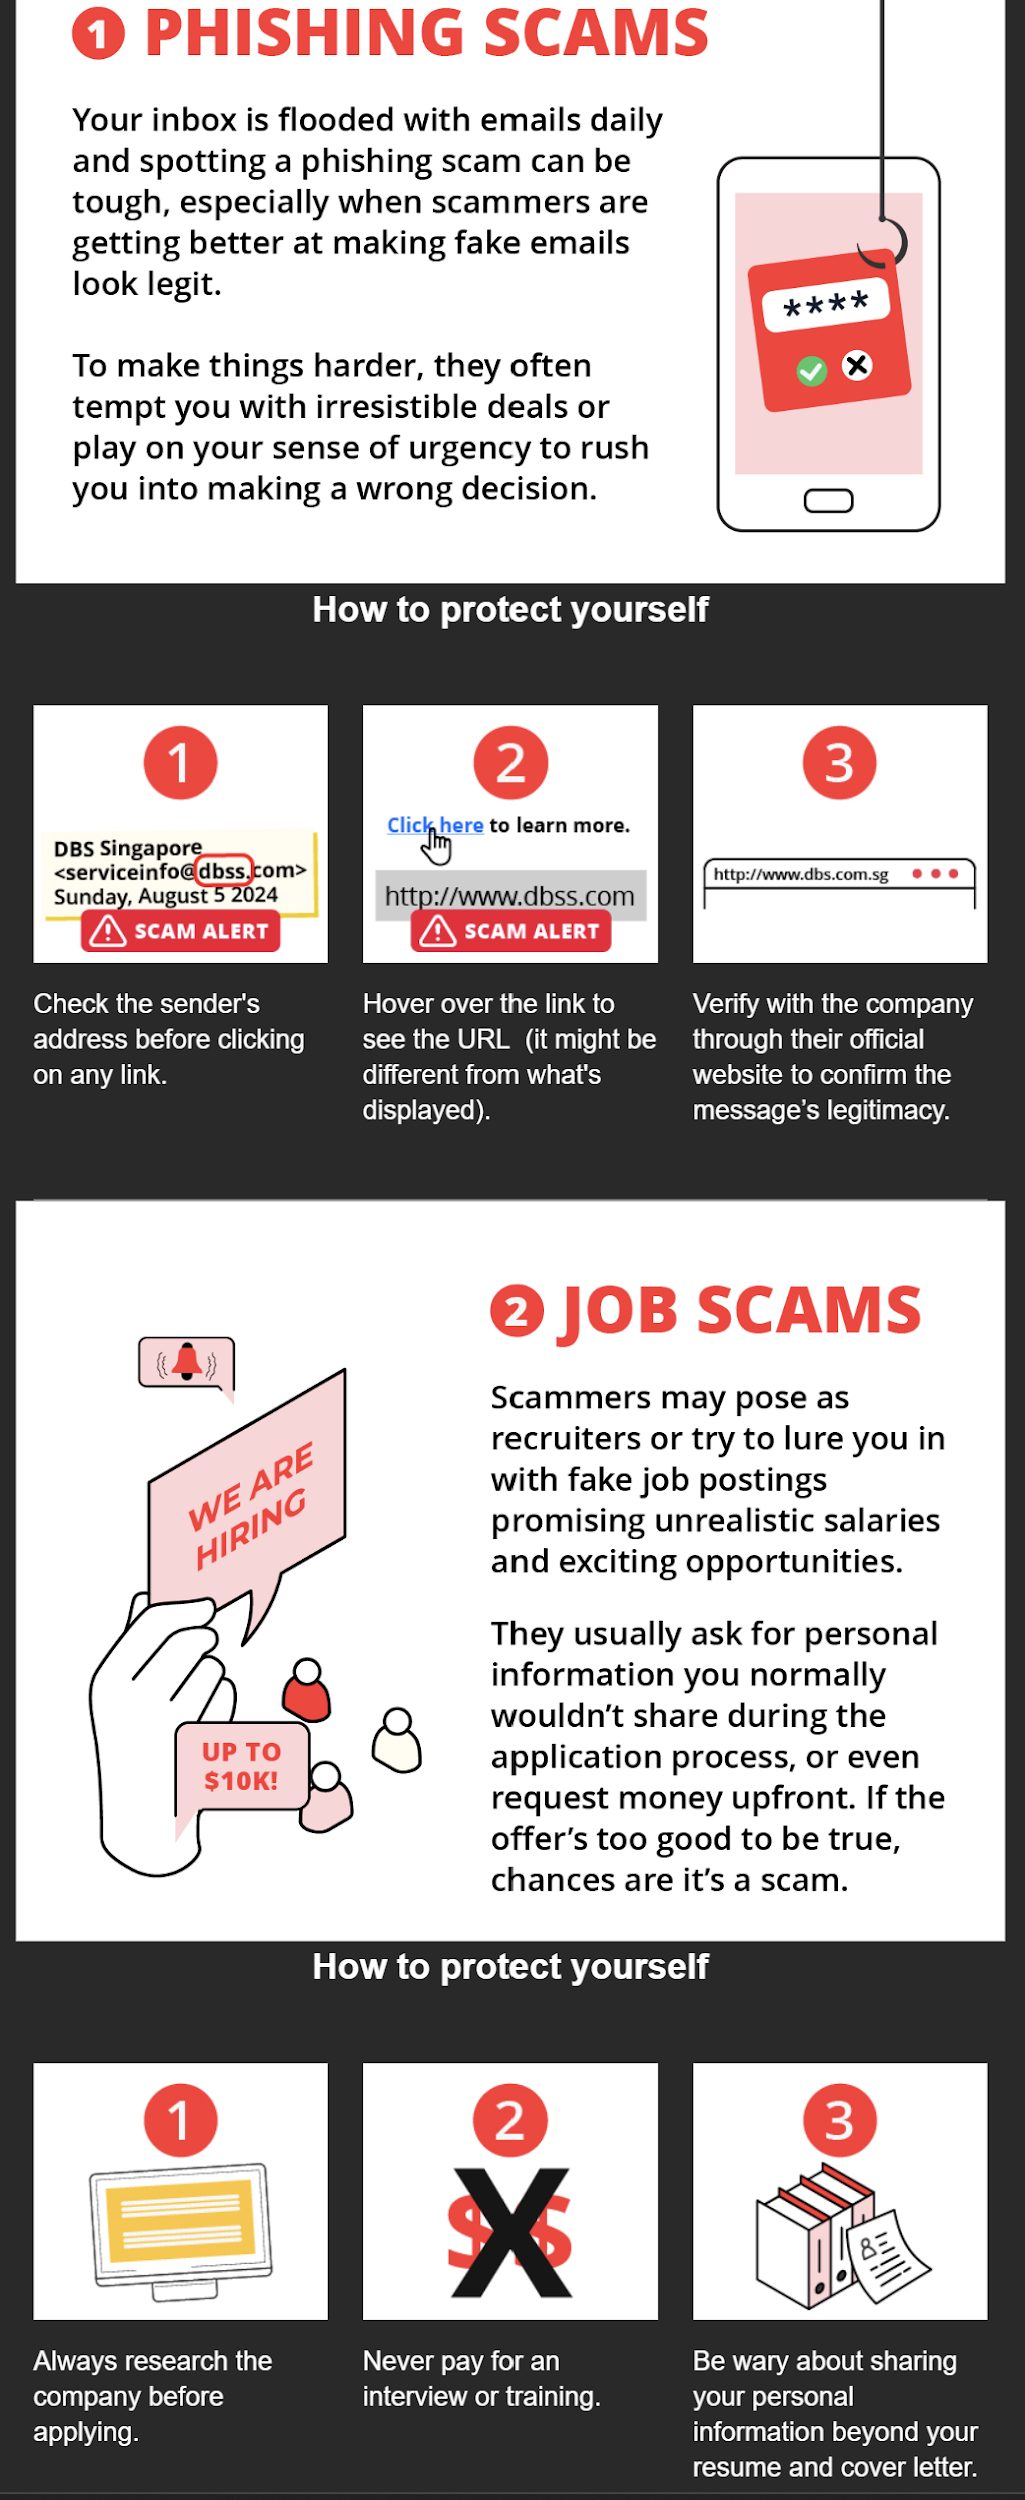 1 PHISHING SCAMS
Your inbox is flooded with emails daily
and spotting a phishing scam can be
tough, especially when scammers are
getting better at making fake emails
look legit.
To make things harder, they often
tempt you with irresistible deals or
play on your sense of urgency to rush
you into making a wrong decision.
****
How to protect yourself
1
DBS Singapore
<serviceinfo@dbss.com>
Sunday, August 5 2024
SCAM ALERT
Check the sender's
address before clicking
on any link.
2
Click here to learn more.
http://www.dbss.com
SCAM ALERT
Hover over the link to
see the URL  (it might be
different from what's
displayed).
3
http://www.dbs.com.sg
Verify with the company
through their official
website to confirm the
message’s legitimacy.
2 JOB SCAMS
Scammers may pose as
recruiters or try to lure you in
with fake job postings
promising unrealistic salaries
and exciting opportunities.
They usually ask for personal
information you normally
wouldn’t share during the
application process, or even
request money upfront. If the
offer’s too good to be true,
chances are it’s a scam.
WE ARE
HIRING
UP TO
$10K!
How to protect yourself
1
Always research the
company before
applying.
2
$$
X
Never pay for an
interview or training.
3
Be wary about sharing
your personal
information beyond your
resume and cover letter.